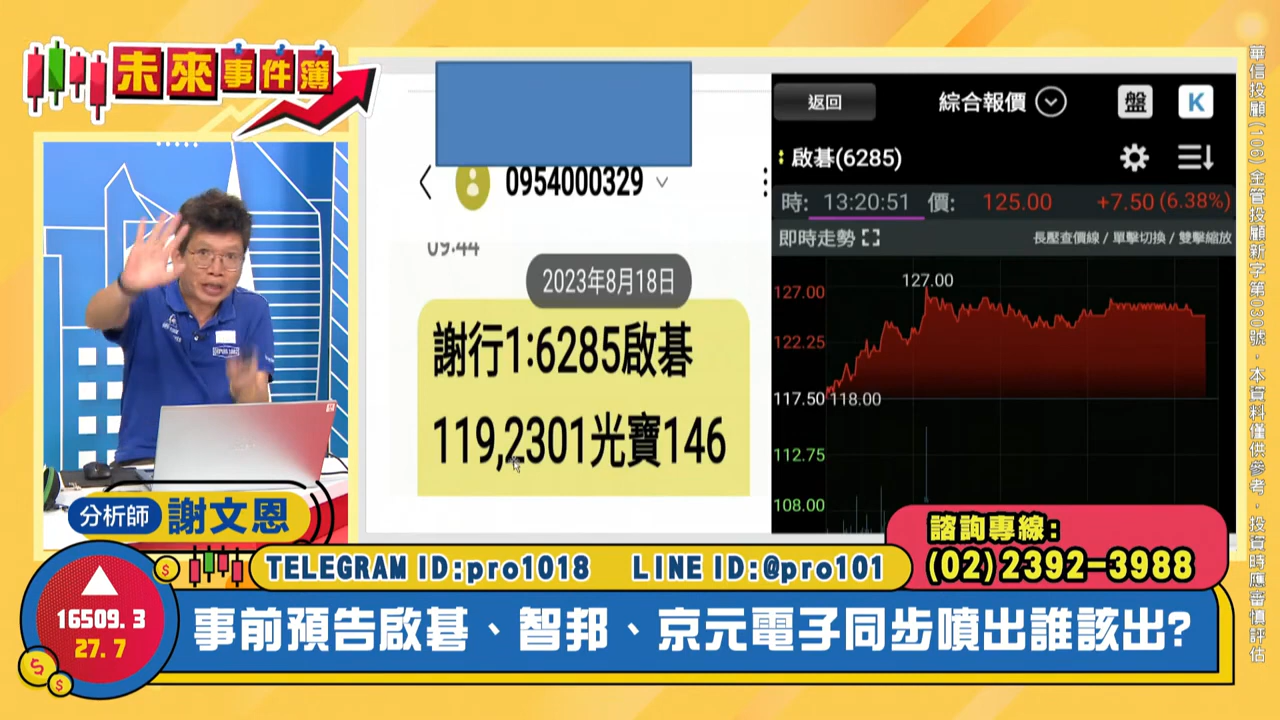 未來事件簿
0954000329
09:44
2023年8月18日
謝行1:6285啟碁
119,2301光寶146
返回
綜合報價
盤
K
啟碁(6285)
時: 13:20:51 價: 125.00 +7.50 (6.38%)
即時走勢
長壓查價線 / 單擊切換 / 雙擊縮放
127.00
127.00
122.25
117.50
118.00
112.75
108.00
分析師 謝文恩
諮詢專線:
(02)2392-3988
TELEGRAM ID:pro1018 LINE ID:@pro101
16509.3
27.7
事前預告啟碁、智邦、京元電子同步噴出誰該出?
華信投顧(106)金管投顧新字第030號，本資料僅供參考，投資時應審慎評估